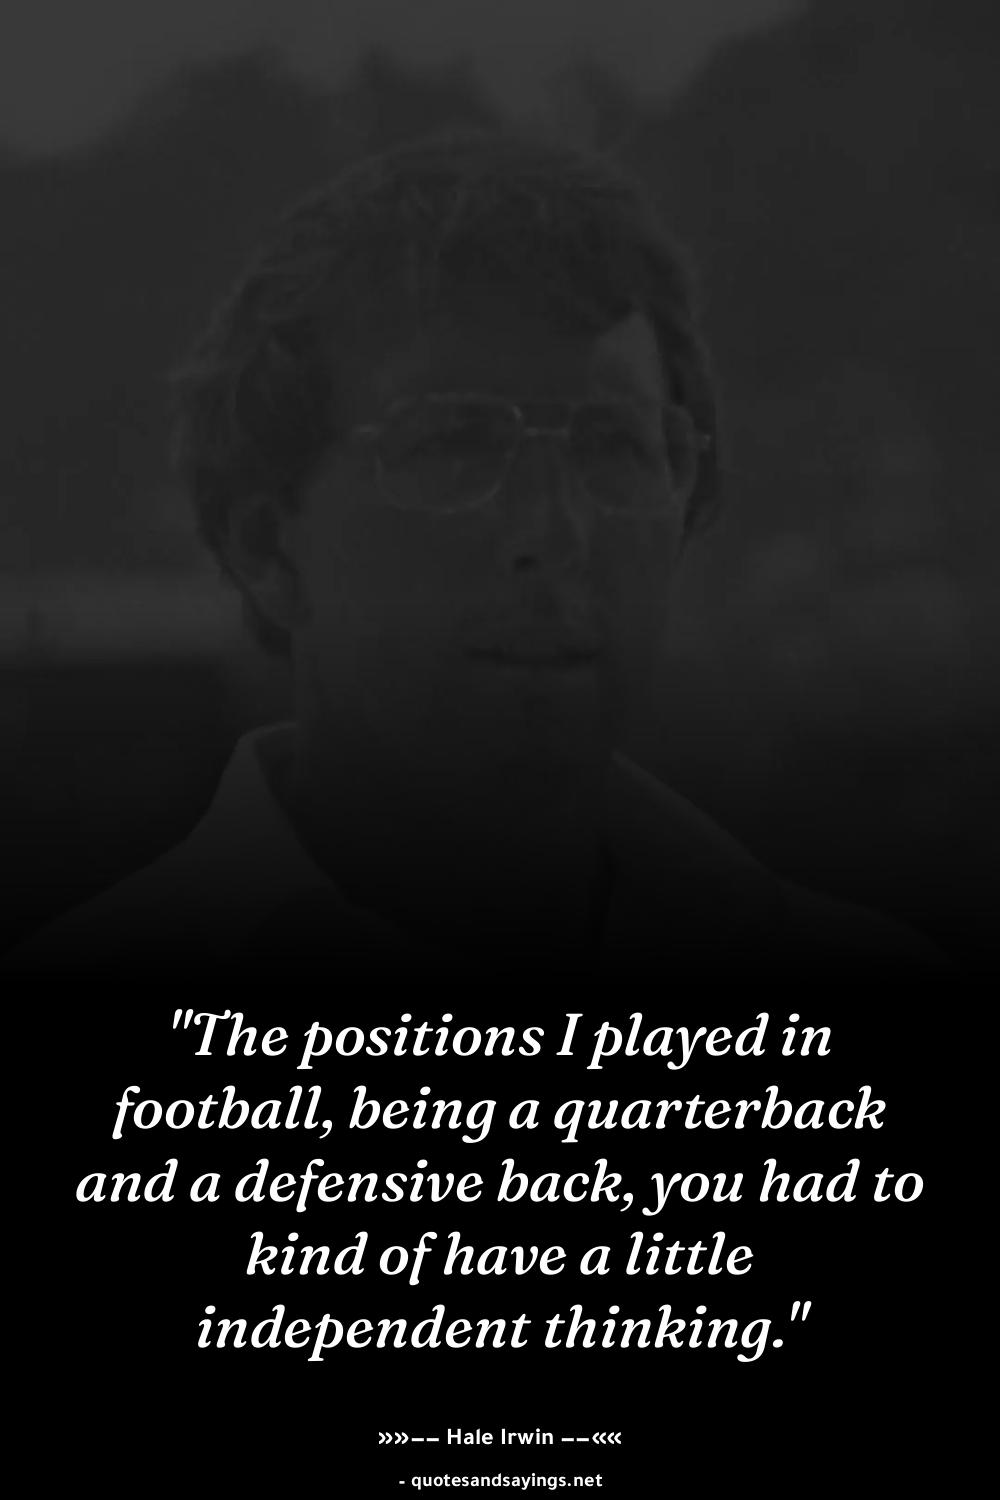 "The positions I played in
football, being a quarterback
and a defensive back, you had to
kind of have a little
independent thinking."
»»–– Hale Irwin ––««
- quotesandsayings.net